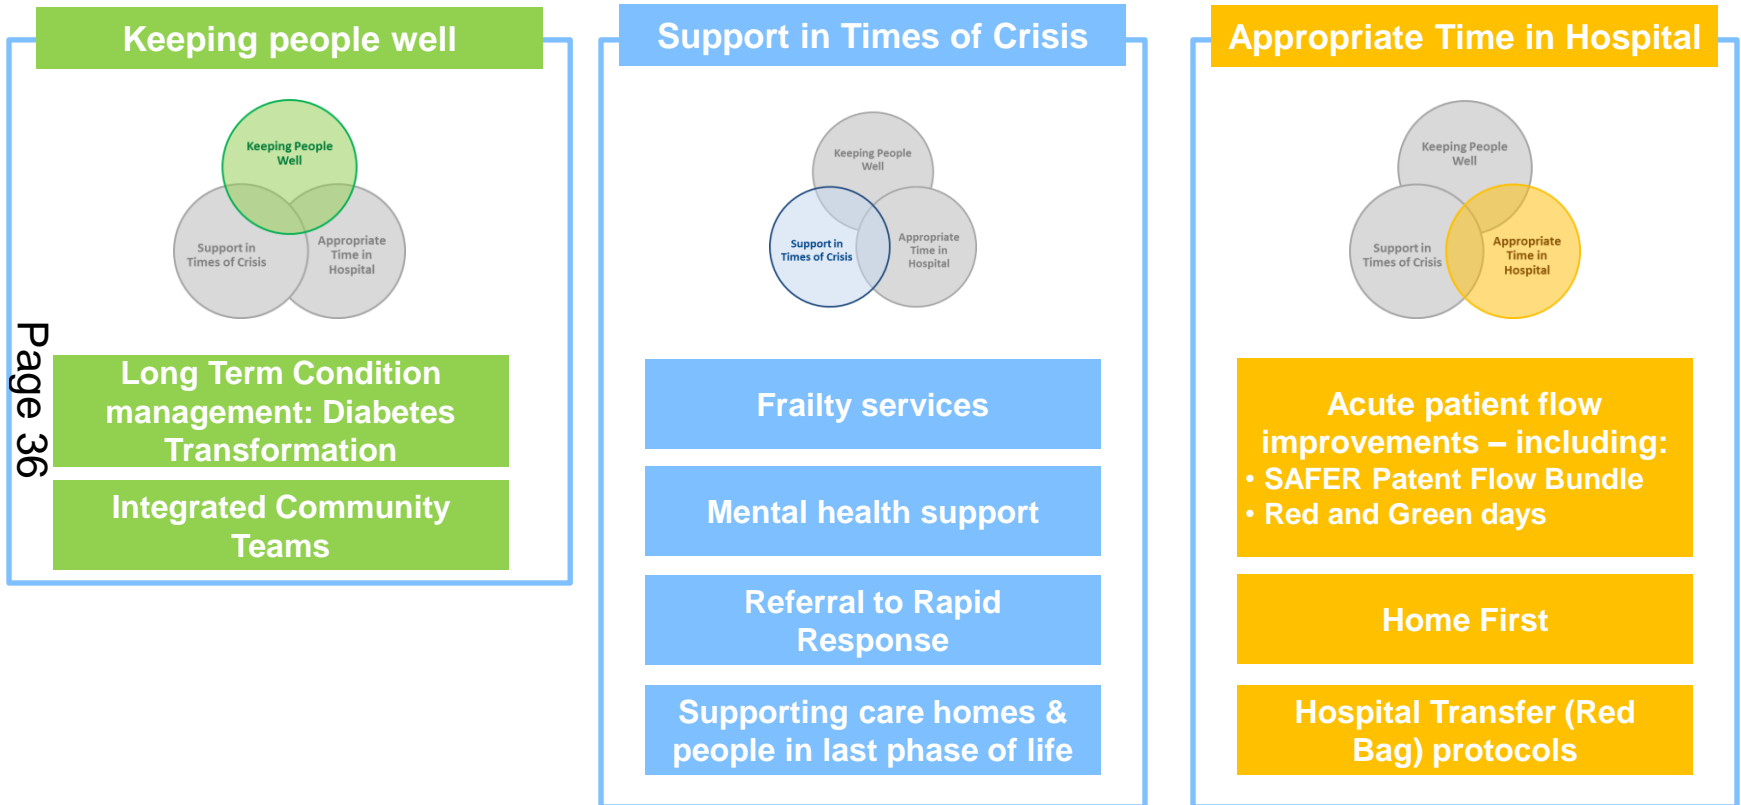 Keeping people well
Keeping People
Well
Support in
Times of Crisis
Appropriate
Time in
Hospital
Long Term Condition
management: Diabetes
Transformation
Integrated Community
Teams
Page 36
Support in Times of Crisis
Keeping People
Well
Support in
Times of Crisis
Appropriate
Time in
Hospital
Frailty services
Mental health support
Referral to Rapid
Response
Supporting care homes &
people in last phase of life
Appropriate Time in Hospital
Keeping People
Well
Support in
Times of Crisis
Appropriate
Time in
Hospital
Acute patient flow
improvements – including:
• SAFER Patent Flow Bundle
• Red and Green days
Home First
Hospital Transfer (Red
Bag) protocols